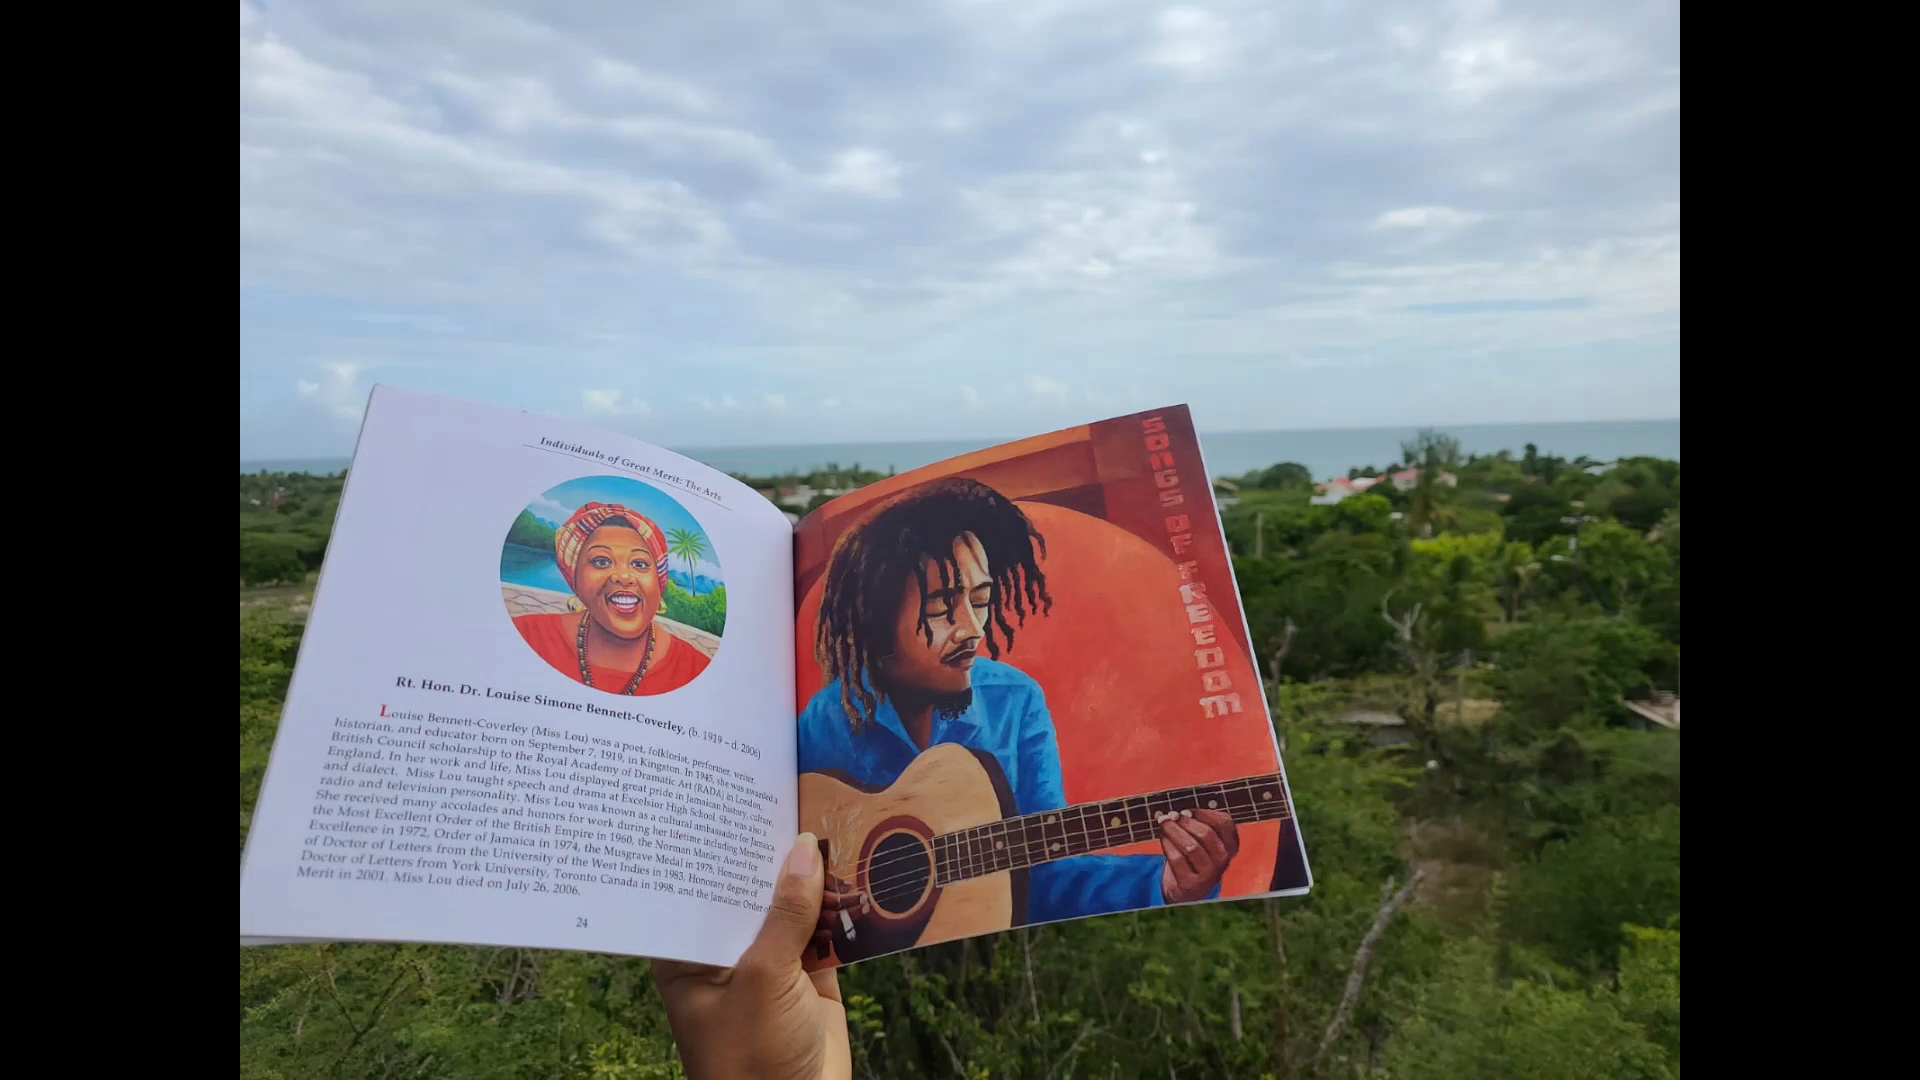 Individuals of Great Merit: The Arts
Rt. Hon. Dr. Louise Simone Bennett-Coverley, (b. 1919 – d. 2006)
Louise Bennett-Coverley (Miss Lou) was a poet, folklorist, performer, writer,
historian, and educator born on September 7, 1919, in Kingston. In 1945, she was awarded a
British Council scholarship to the Royal Academy of Dramatic Art (RADA) in London,
England. In her work and life, Miss Lou displayed great pride in Jamaican history, culture,
and dialect. Miss Lou taught speech and drama at Excelsior High School. She was also a
radio and television personality. Miss Lou was known as a cultural ambassador for Jamaica.
She received many accolades and honors for work during her lifetime including Member of
the Most Excellent Order of the British Empire in 1960, the Norman Manley Award for
Excellence in 1972, Order of Jamaica in 1974, the Musgrave Medal in 1978, Honorary degree
of Doctor of Letters from the University of the West Indies in 1983, Honorary degree of
Doctor of Letters from York University, Toronto Canada in 1998, and the Jamaican Order of
Merit in 2001. Miss Lou died on July 26, 2006.
24
SONGS OF FREEDOM